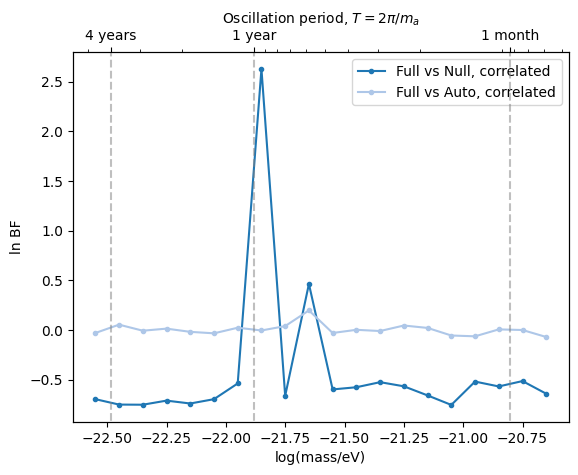 Oscillation period, $T = 2\pi/m_a$
4 years 1 year 1 month
Full vs Null, correlated
Full vs Auto, correlated
2.5
2.0
1.5
1.0
0.5
0.0
−0.5
ln BF
−22.50 −22.25 −22.00 −21.75 −21.50 −21.25 −21.00 −20.75
log(mass/eV)